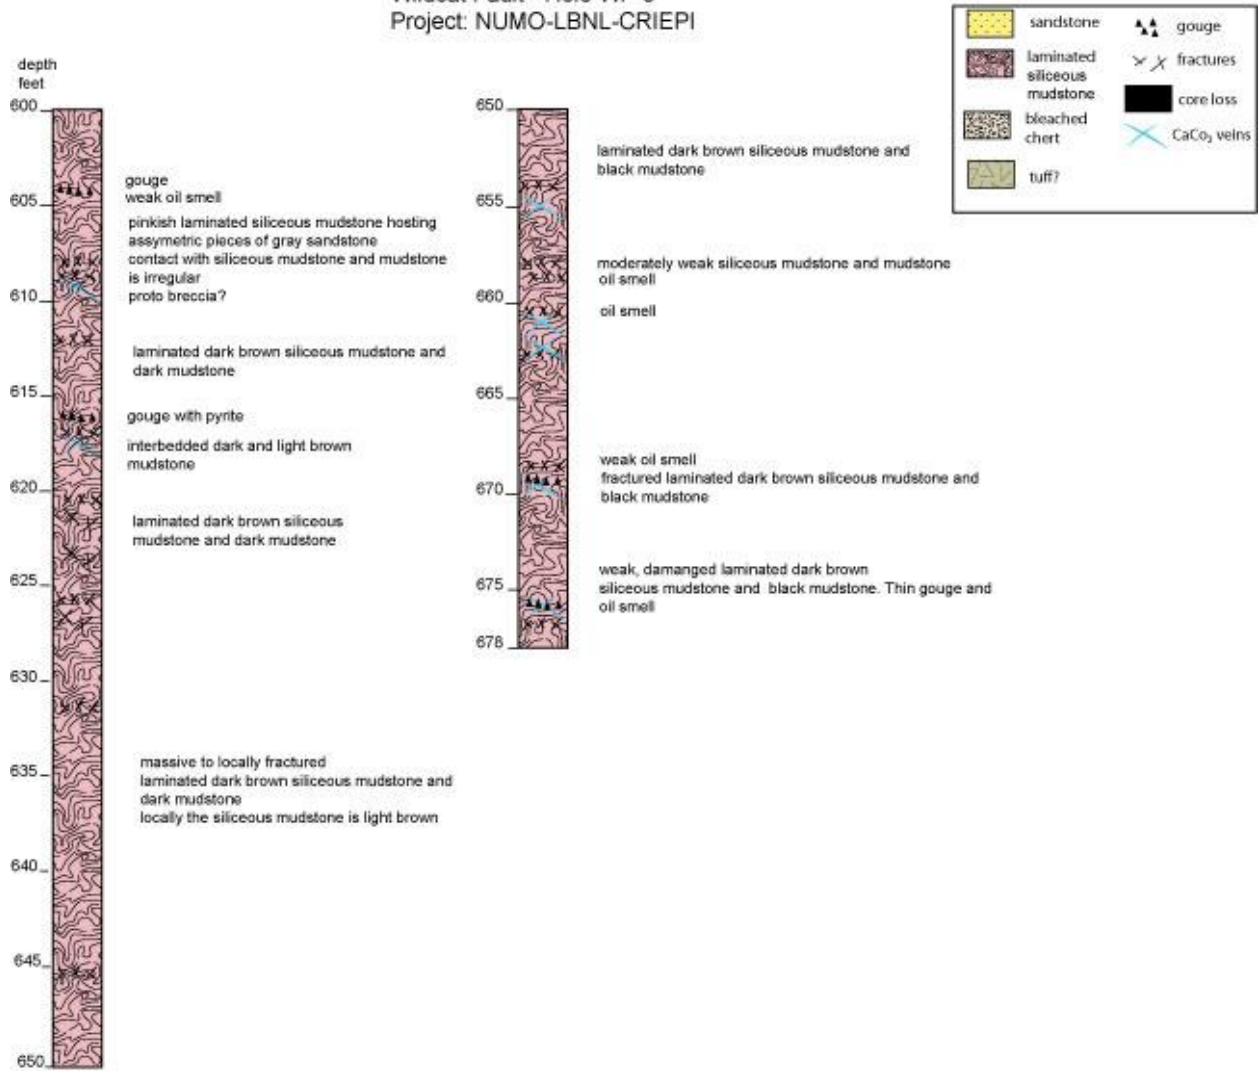 Project: NUMO-LBNL-CRIEPI
sandstone
laminated
siliceous
mudstone
bleached
chert
tuff?
gouge
fractures
core loss
CaCo₃ veins
depth
feet
600
605
610
615
620
625
630
635
640
645
650
gouge
weak oil smell
pinkish laminated siliceous mudstone hosting
assymetric pieces of gray sandstone
contact with siliceous mudstone and mudstone
is irregular
proto breccia?
laminated dark brown siliceous mudstone and
dark mudstone
gouge with pyrite
interbedded dark and light brown
mudstone
laminated dark brown siliceous
mudstone and dark mudstone
massive to locally fractured
laminated dark brown siliceous mudstone and
dark mudstone
locally the siliceous mudstone is light brown
650
655
660
665
670
675
678
laminated dark brown siliceous mudstone and
black mudstone
moderately weak siliceous mudstone and mudstone
oil smell
oil smell
weak oil smell
fractured laminated dark brown siliceous mudstone and
black mudstone
weak, damanged laminated dark brown
siliceous mudstone and black mudstone. Thin gouge and
oil smell